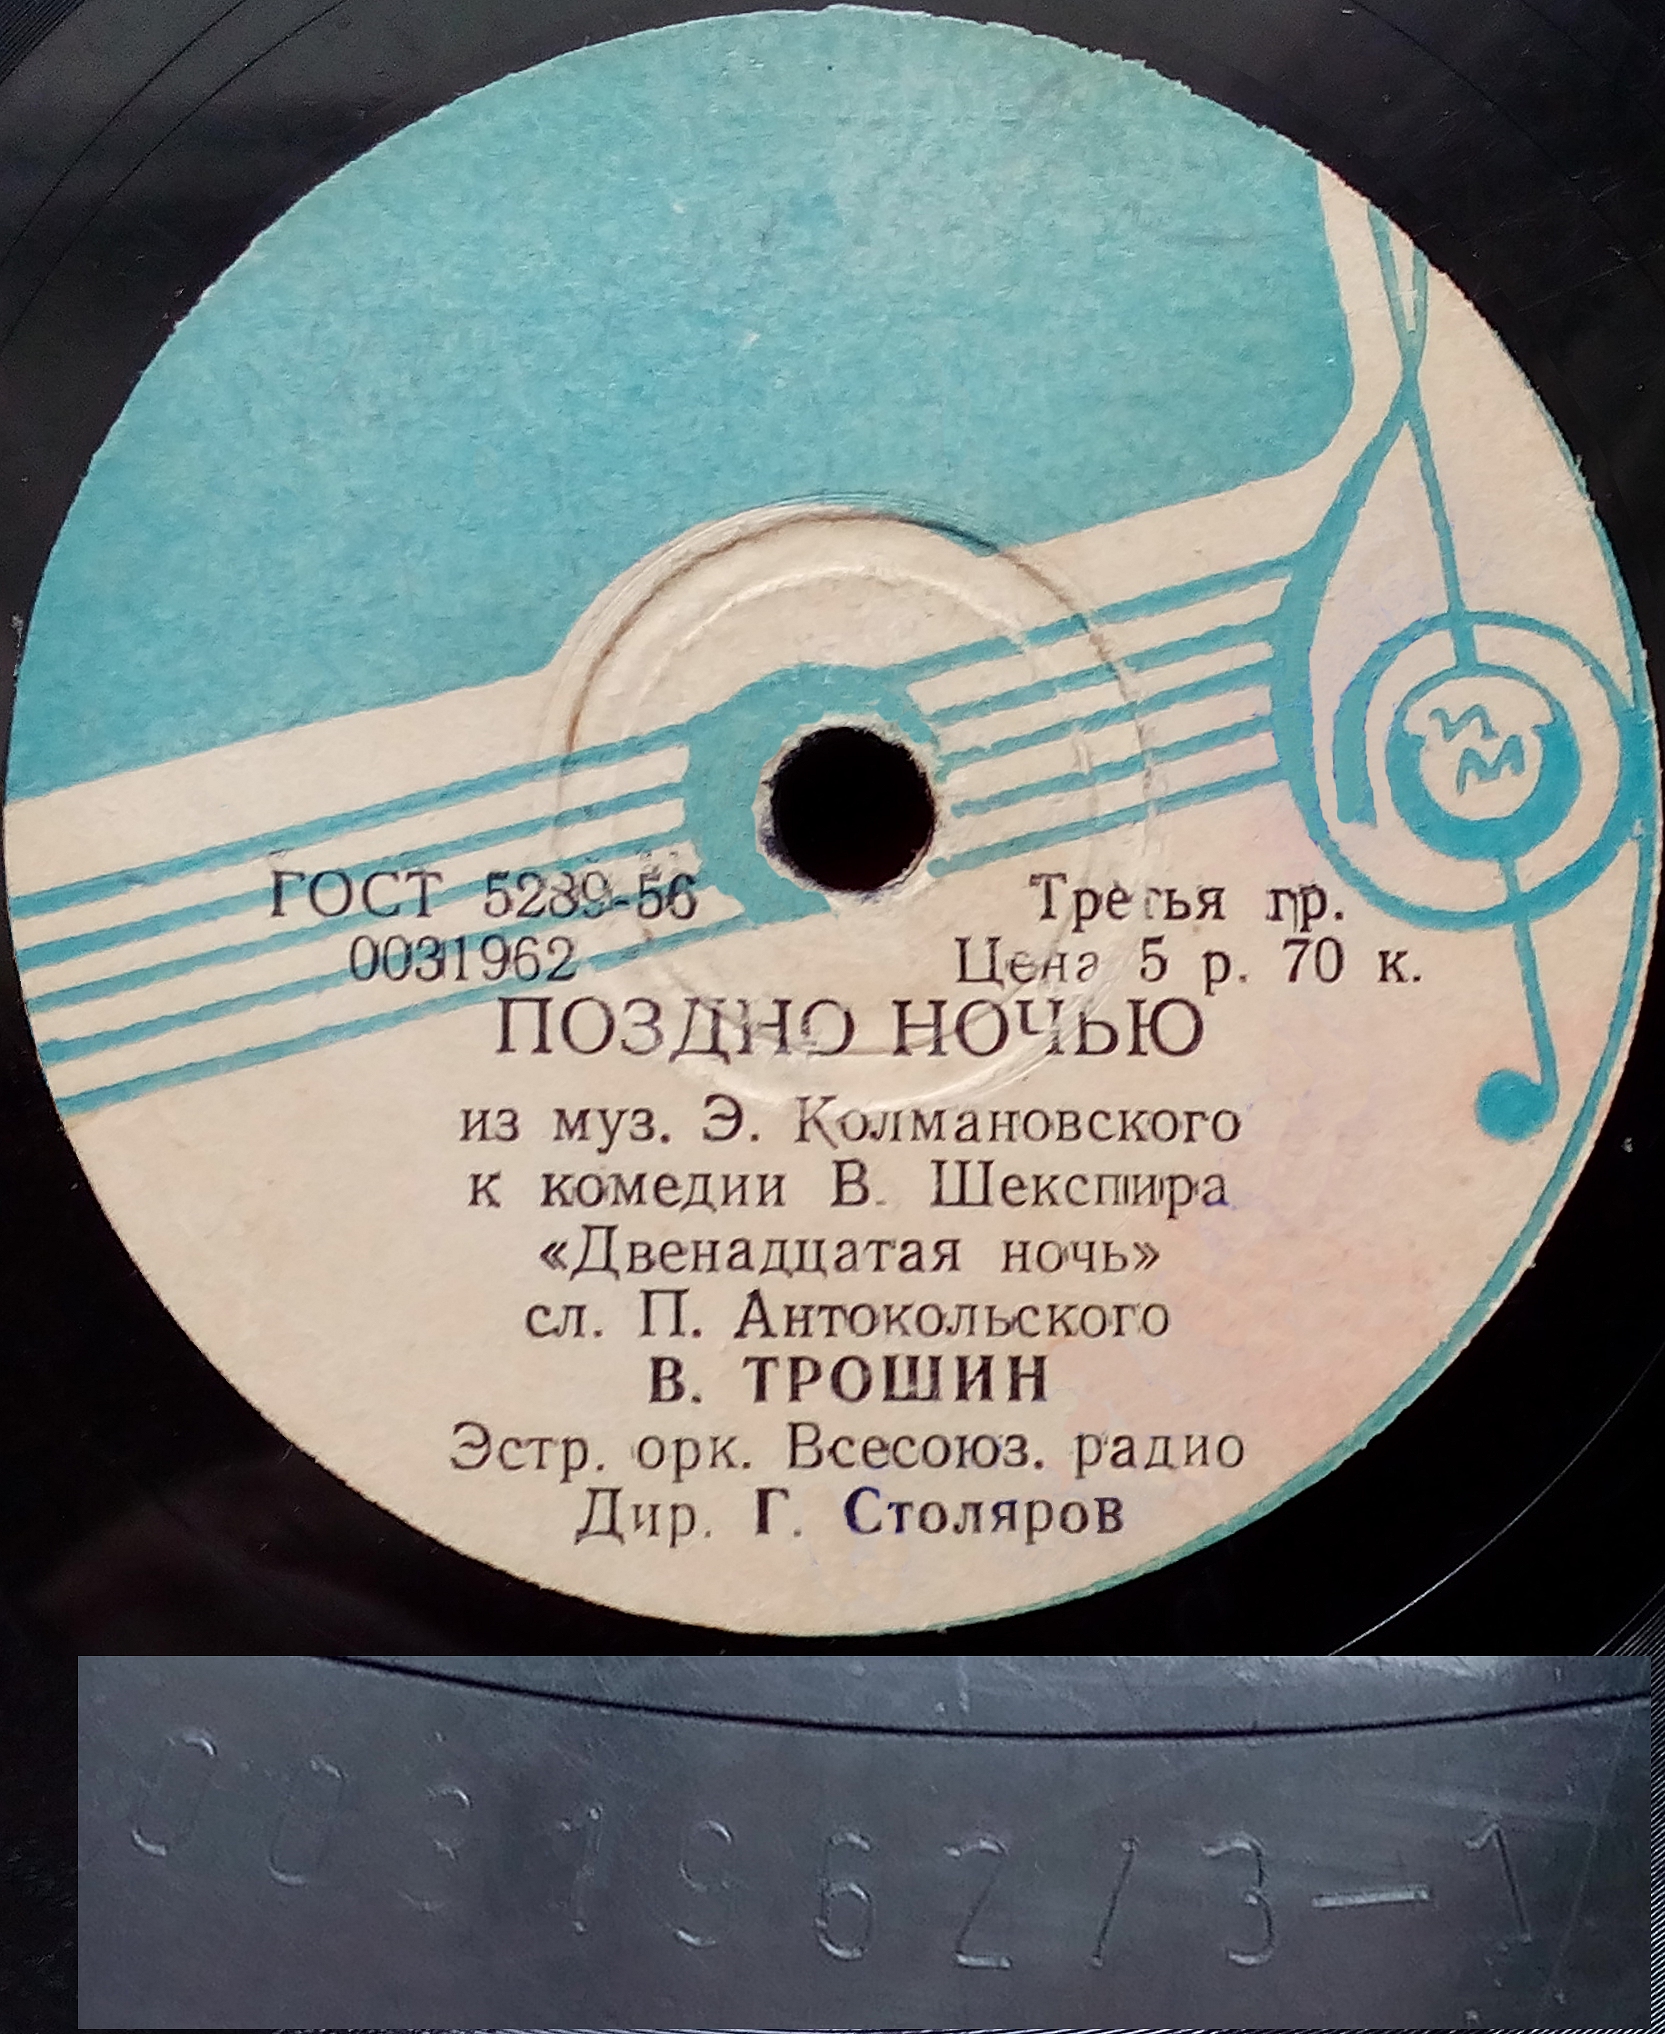 ИМ
ГОСТ 5289-56
Третья гр.
0031962
Цена 5 р. 70 к.
ПОЗДНО НОЧЬЮ
из муз. Э. Колмановского
к комедии В. Шекспира
«Двенадцатая ночь»
сл. П. Антокольского
В. ТРОШИН
Эстр. орк. Всесоюз. радио
Дир. Г. Столяров
0031962/3-1